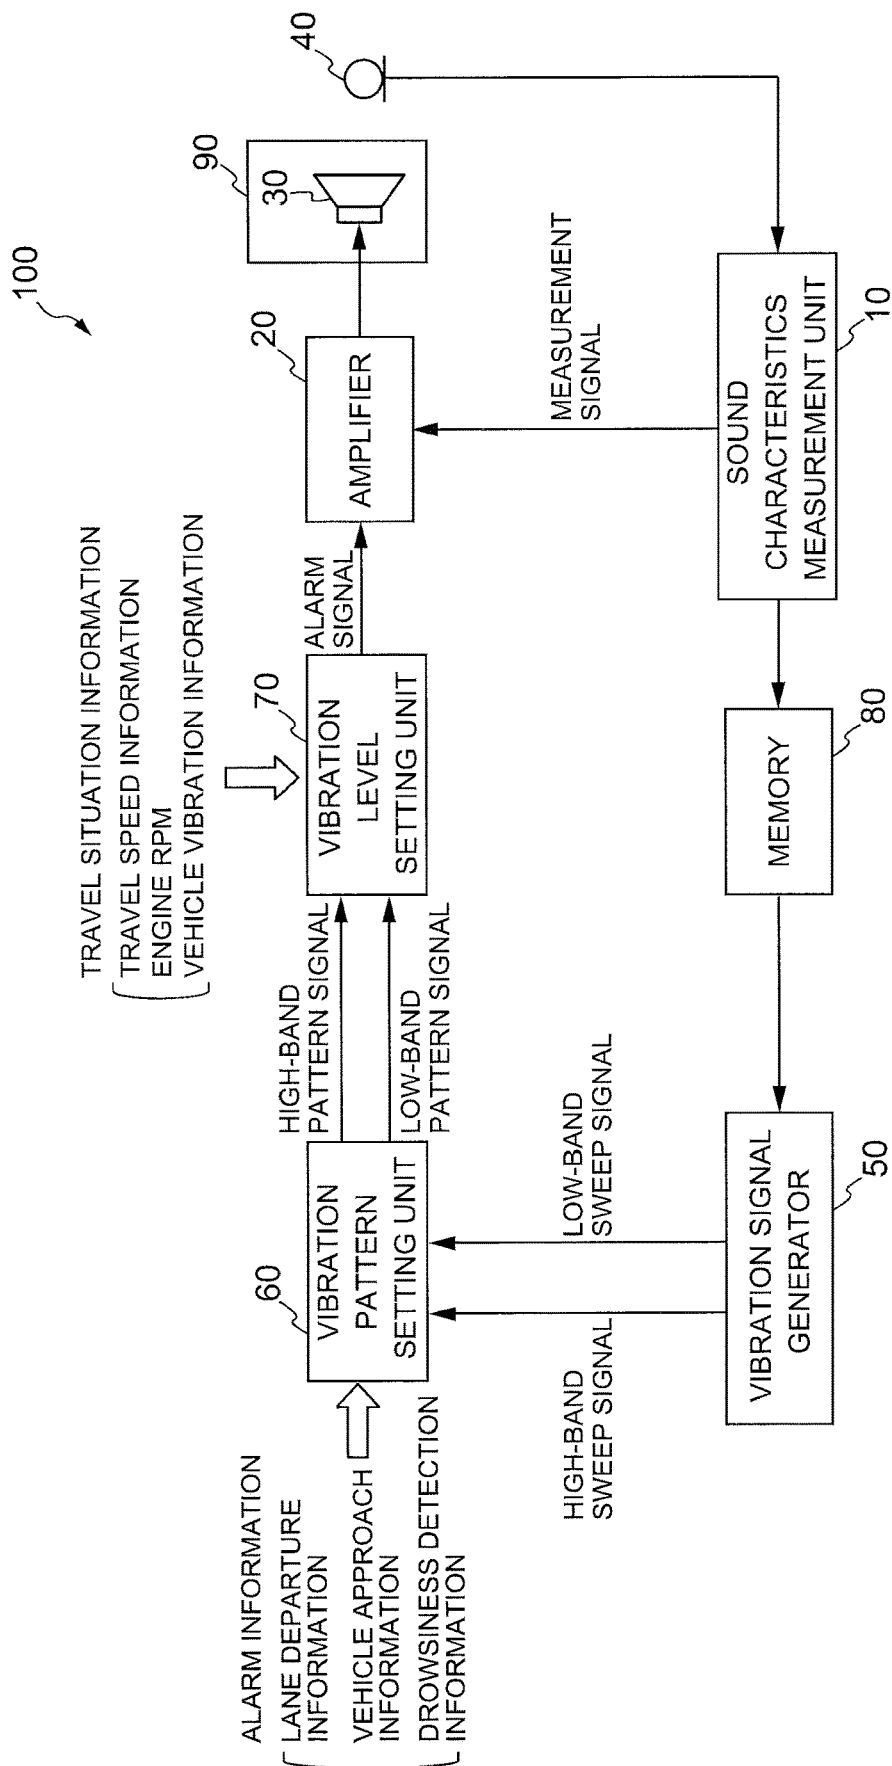 100
TRAVEL SITUATION INFORMATION
TRAVEL SPEED INFORMATION
ENGINE RPM
VEHICLE VIBRATION INFORMATION
ALARM INFORMATION
LANE DEPARTURE
INFORMATION
VEHICLE APPROACH
INFORMATION
DROWSINESS DETECTION
INFORMATION
60
VIBRATION
PATTERN
SETTING UNIT
HIGH-BAND
PATTERN SIGNAL
LOW-BAND
PATTERN SIGNAL
70
VIBRATION
LEVEL
SETTING UNIT
ALARM
SIGNAL
20
AMPLIFIER
90
30
40
HIGH-BAND
SWEEP SIGNAL
LOW-BAND
SWEEP SIGNAL
MEASUREMENT
SIGNAL
VIBRATION SIGNAL
GENERATOR
50
MEMORY
80
SOUND
CHARACTERISTICS
MEASUREMENT UNIT
10